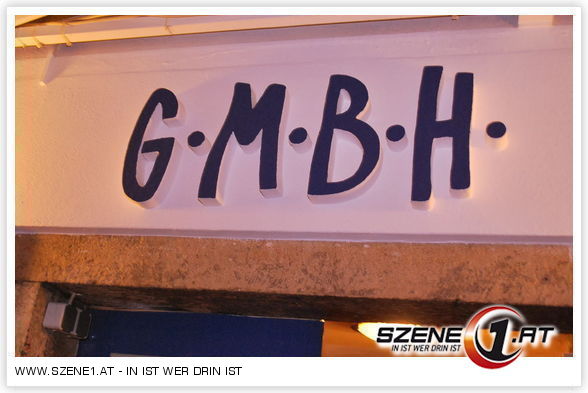 G·M·B·H·
SZENE1.AT
IN IST WER DRIN IST
WWW.SZENE1.AT - IN IST WER DRIN IST